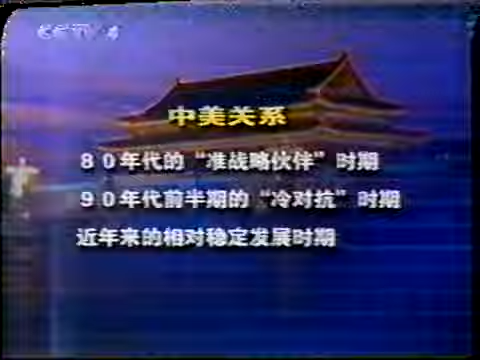 CCTV 4
中美关系
80年代的“准战略伙伴”时期
90年代前半期的“冷对抗”时期
近年来的相对稳定发展时期